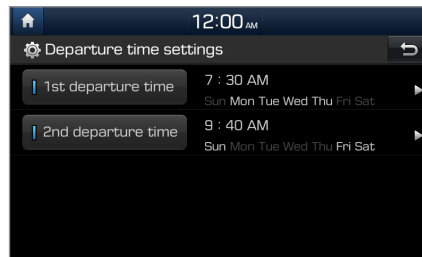 12:00 AM
Departure time settings
1st departure time
7 : 30 AM
Sun Mon Tue Wed Thu Fri Sat
2nd departure time
9 : 40 AM
Sun Mon Tue Wed Thu Fri Sat